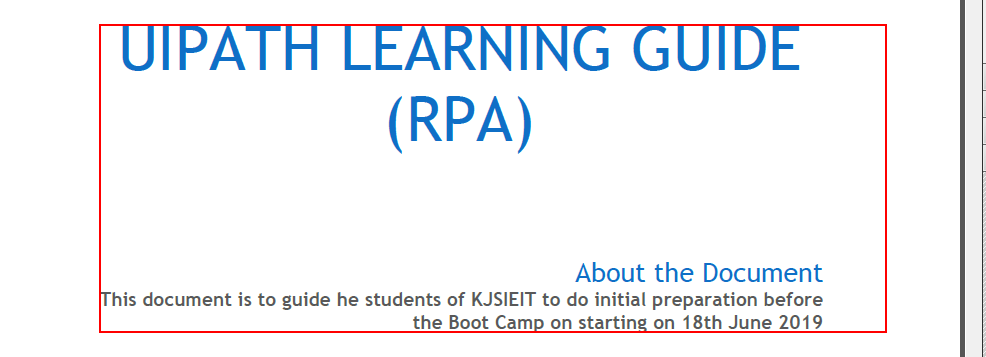 UIPATH LEARNING GUIDE
(RPA)
About the Document
This document is to guide he students of KJSIEIT to do initial preparation before
the Boot Camp on starting on 18th June 2019